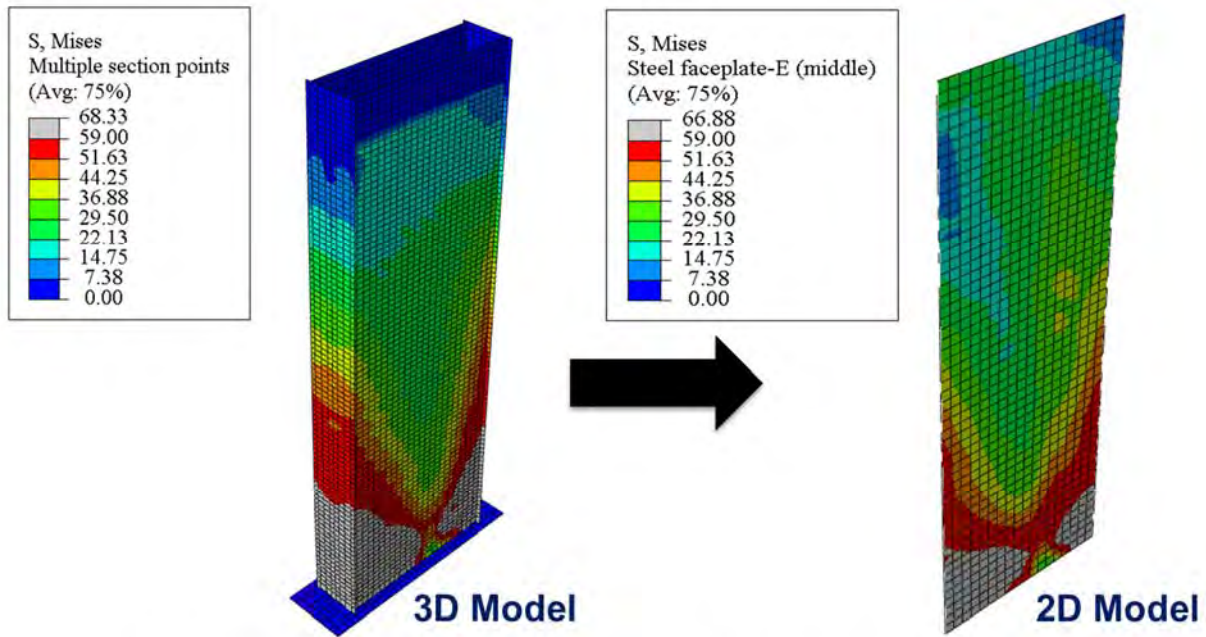 S, Mises
Multiple section points
(Avg: 75%)
68.33
59.00
51.63
44.25
36.88
29.50
22.13
14.75
7.38
0.00
S, Mises
Steel faceplate-E (middle)
(Avg: 75%)
66.88
59.00
51.63
44.25
36.88
29.50
22.13
14.75
7.38
0.00
3D Model
2D Model